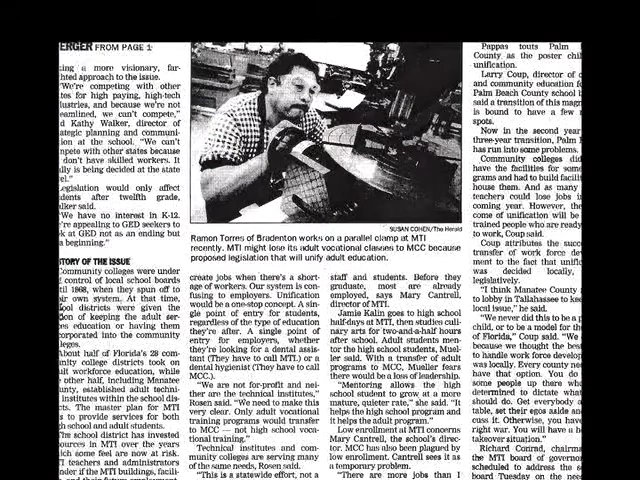 ERGER FROM PAGE 1
king a more visionary, far-
hted approach to the issue.
"We're competing with other
tes for high paying, high-tech
ustries, and because we're not
eamlined, we can't compete,"
d Kathy Walker, director of
ategic planning and communi-
ion at the school. "We can't
mpete with other states because
don't have skilled workers. It
lly is being decided at the state
el."
Legislation would only affect
dents after twelfth grade,
lker said.
"We have no interest in K-12.
're appealing to GED seekers to
k at GED not as an ending but
a beginning."
STORY OF THE ISSUE
Community colleges were under
control of local school boards
til 1968, when they spun off to
ir own system. At that time,
ool districts were given the
ion of keeping the adult ser-
es education or having them
orporated into the community
leges.
About half of Florida's 28 com-
nity college districts took on
ult workforce education, while
other half, including Manatee
unty, established adult techni-
institutes within the school dis-
cts. The master plan for MTI
to provide services for both
h school and adult students.
The school district has invested
ources in MTI over the years
ich some feel are now at risk.
TI teachers and administrators
nder if the MTI buildings, facili-
SUSAN COHEN/The Herald
Ramon Torres of Bradenton works on a parallel clamp at MTI
recently. MTI might lose its adult vocational classes to MCC because
proposed legislation that will unify adult education.
create jobs when there's a short-
age of workers. Our system is con-
fusing to employers. Unification
would be a one-stop concept. A sin-
gle point of entry for students,
regardless of the type of education
they're after. A single point of
entry for employers, whether
they're looking for a dental assis-
tant (They have to call MTI.) or a
dental hygienist (They have to call
MCC.).
"We are not for-profit and nei-
ther are the technical institutes,"
Rosen said. "We need to make this
very clear. Only adult vocational
training programs would transfer
to MCC — not high school voca-
tional training."
Technical institutes and com-
munity colleges are serving many
of the same needs, Rosen said.
"This is a statewide effort, not a
staff and students. Before they
graduate, most are already
employed, says Mary Cantrell,
director of MTI.
Jamie Kalin goes to high school
half-days at MTI, then studies culi-
nary arts for two-and-a-half hours
after school. Adult students men-
tor the high school students, Muel-
ler said. With a transfer of adult
programs to MCC, Mueller fears
there would be a loss of leadership.
"Mentoring allows the high
school student to grow at a more
mature, quieter rate," she said. "It
helps the high school program and
it helps the adult program."
Low enrollment at MTI concerns
Mary Cantrell, the school's direc-
tor. MCC has also been plagued by
low enrollment. Cantrell sees it as
a temporary problem.
"There are more jobs than I
Pappas touts Palm
County as the poster chil
unification.
Larry Coup, director of c
and community education fo
Palm Beach County school b
said a transition of this magn
is bound to have a few r
spots.
Now in the second year
three-year transition, Palm
has run into some problems.
Community colleges did
have the facilities for some
grams and had to build facilit
house them. And as many
teachers could lose jobs i
coming year. However, the
come of unification will be
trained people who are ready
to work, Coup said.
Coup attributes the succ
transfer of work force dev
ment to the fact that unific
was decided locally,
legislatively.
"I think Manatee County
to lobby in Tallahassee to kee
local issue," he said.
"We never did this to be a
child, or to be a model for the
of Florida," Coup said. "We
because we thought the best
to handle work force develop
was locally. Every county nee
have that option. You do
some people up there who
determined to dictate what
should do. Get everybody a
table, set their egos aside and
cuss it. Otherwise, you have
right war. You will have a h
takeover situation."
Richard Conrad, chairma
the MTI board of governor
scheduled to address the s
board Tuesday on the need